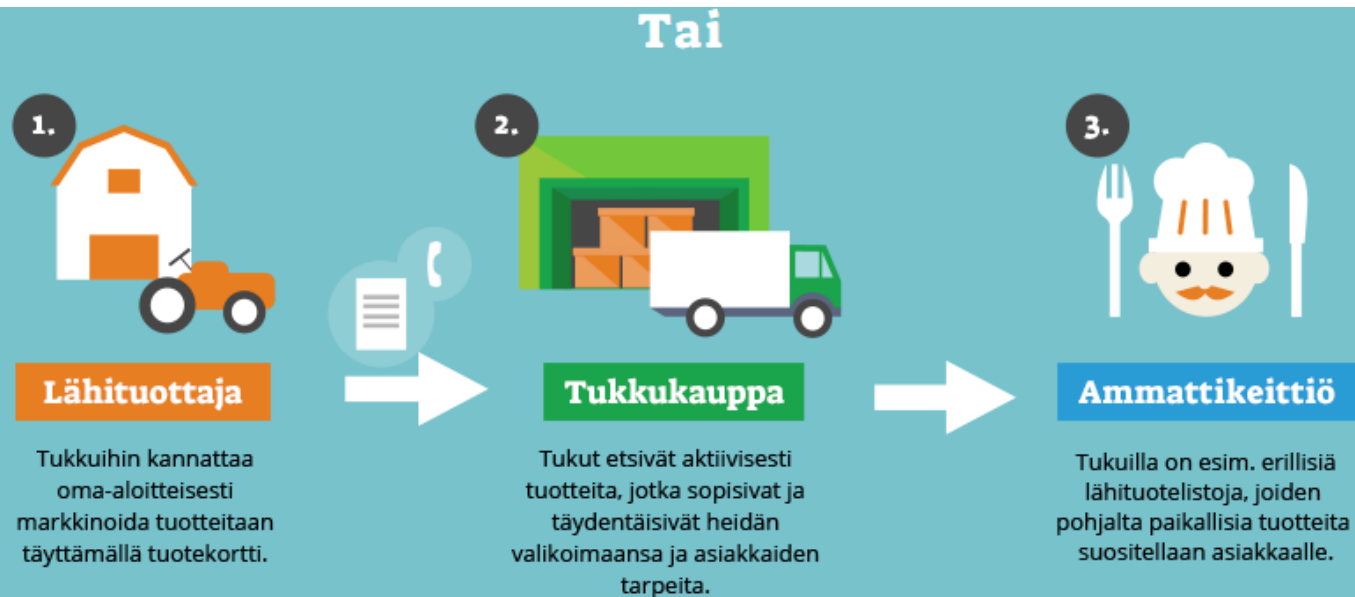 Tai
1.
Lähituottaja
Tukkuihin kannattaa
oma-aloitteisesti
markkinoida tuotteitaan
täyttämällä tuotekortti.
2.
Tukkukauppa
Tukut etsivät aktiivisesti
tuotteita, jotka sopisivat ja
täydentäisivät heidän
valikoimaansa ja asiakkaiden
tarpeita.
3.
Ammattikeittiö
Tukuilla on esim. erillisiä
lähituotelistoja, joiden
pohjalta paikallisia tuotteita
suositellaan asiakkaalle.